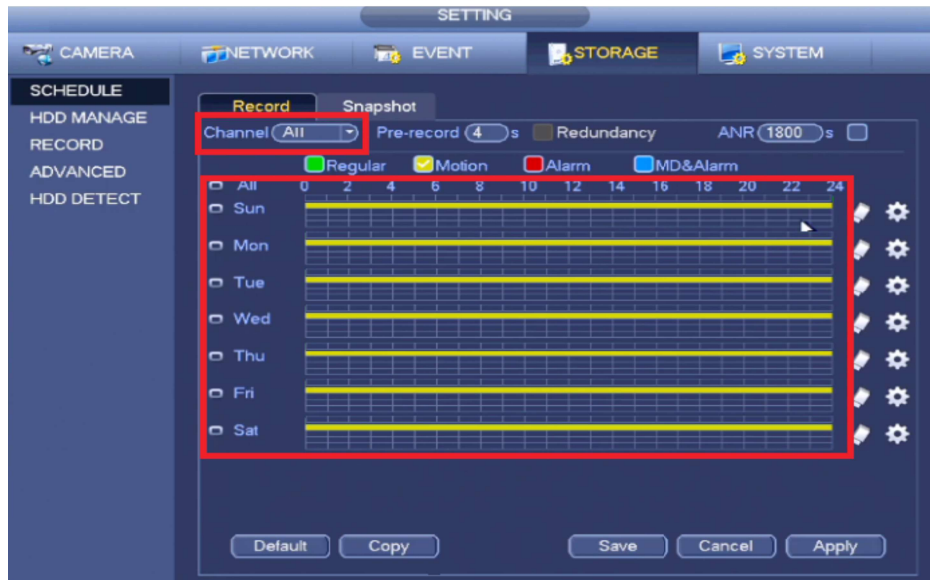 SETTING
CAMERA NETWORK EVENT STORAGE SYSTEM
SCHEDULE
HDD MANAGE
RECORD
ADVANCED
HDD DETECT
Record Snapshot
Channel All Pre-record 4 s Redundancy ANR 1800 s
Regular Motion Alarm MD&Alarm
All 0 2 4 6 8 10 12 14 16 18 20 22 24
Sun
Mon
Tue
Wed
Thu
Fri
Sat
Default Copy Save Cancel Apply